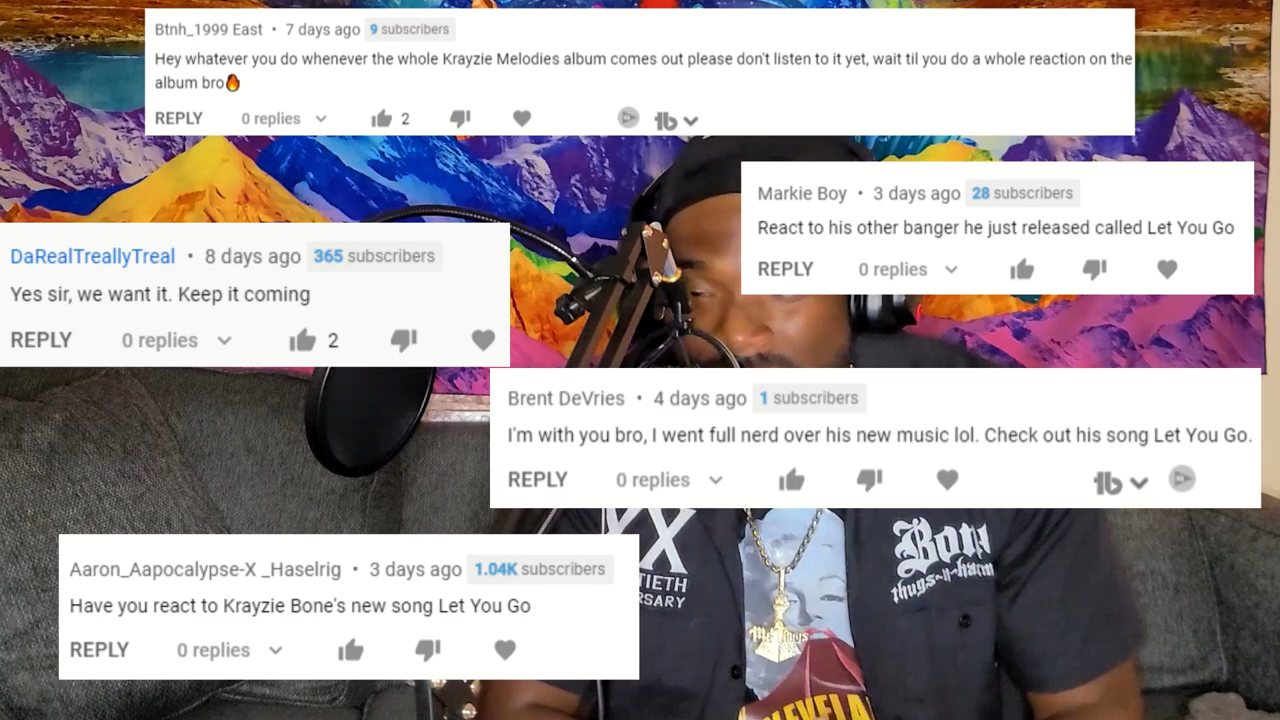 Btnh_1999 East • 7 days ago 9 subscribers
Hey whatever you do whenever the whole Krayzie Melodies album comes out please don't listen to it yet, wait til you do a whole reaction on the
album bro🔥
REPLY 0 replies 2
Markie Boy • 3 days ago 28 subscribers
React to his other banger he just released called Let You Go
REPLY 0 replies
DaRealTreallyTreal • 8 days ago 365 subscribers
Yes sir, we want it. Keep it coming
REPLY 0 replies 2
Brent DeVries • 4 days ago 1 subscribers
I'm with you bro, I went full nerd over his new music lol. Check out his song Let You Go.
REPLY 0 replies
XX
TIETH
RSARY
Bone
thugs-n-harm
CLEVELA
Aaron_Aapocalypse-X _Haselrig • 3 days ago 1.04K subscribers
Have you react to Krayzie Bone's new song Let You Go
REPLY 0 replies